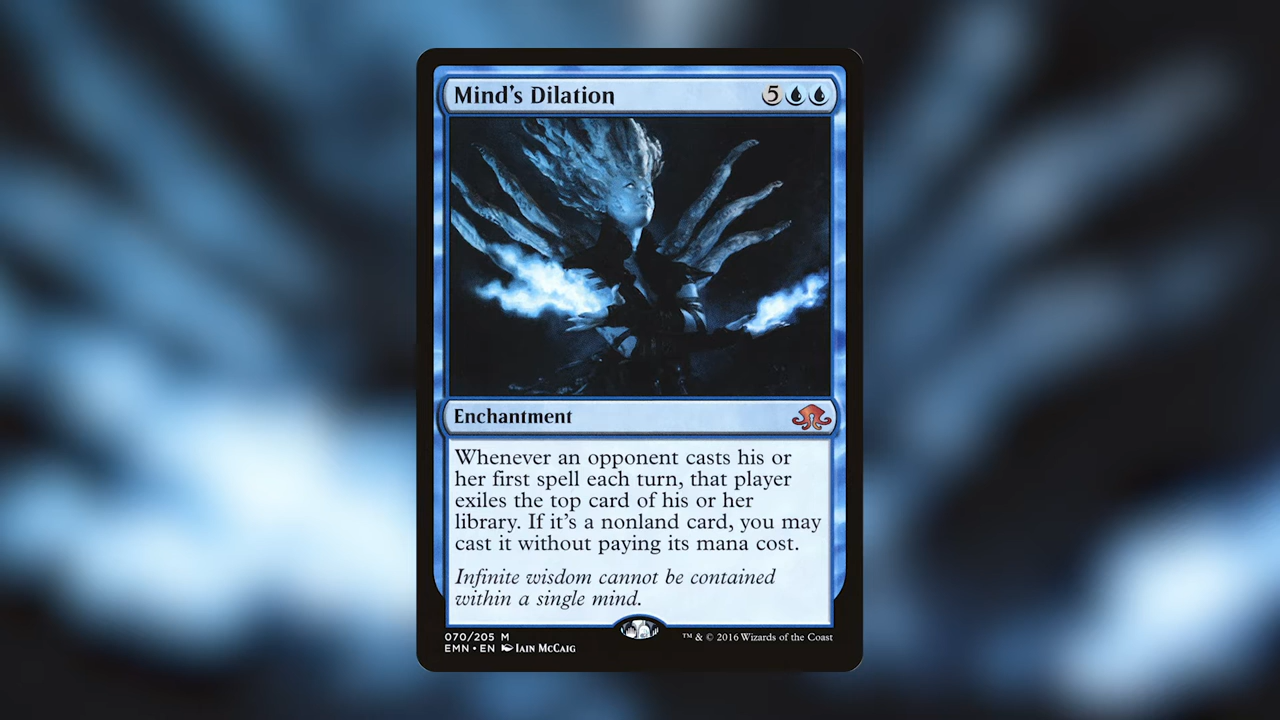 Mind's Dilation 5
Enchantment
Whenever an opponent casts his or
her first spell each turn, that player
exiles the top card of his or her
library. If it's a nonland card, you may
cast it without paying its mana cost.
Infinite wisdom cannot be contained
within a single mind.
070/205 M
EMN • EN Iain McCaig
™ & © 2016 Wizards of the Coast